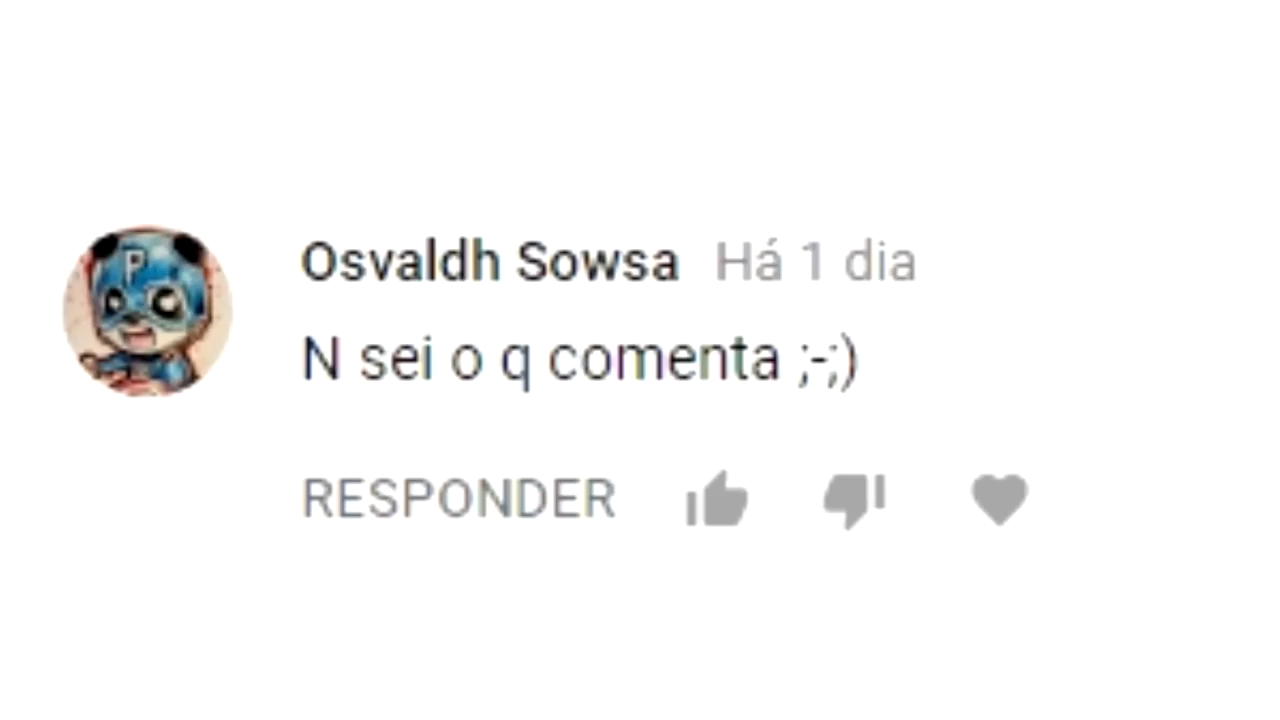 P
Osvaldh Sowsa Há 1 dia
N sei o q comenta ;-;)
RESPONDER